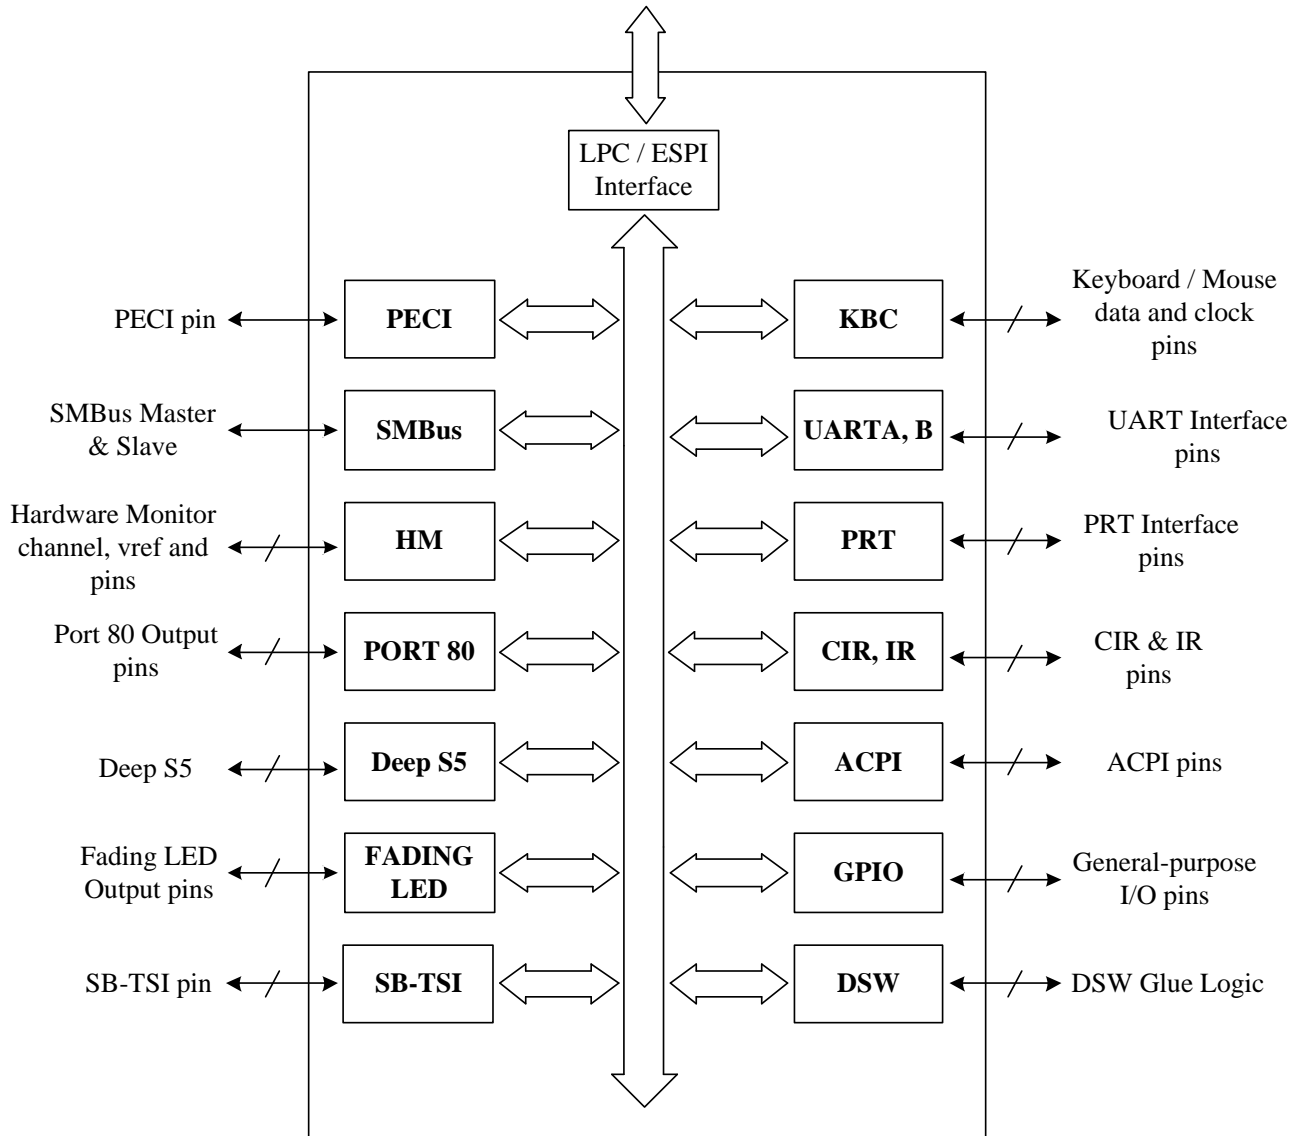 LPC / ESPI
Interface
PECI pin
PECI
KBC
Keyboard / Mouse
data and clock
pins
SMBus Master
& Slave
SMBus
UARTA, B
UART Interface
pins
Hardware Monitor
channel, vref and
pins
HM
PRT
PRT Interface
pins
Port 80 Output
pins
PORT 80
CIR, IR
CIR & IR
pins
Deep S5
Deep S5
ACPI
ACPI pins
Fading LED
Output pins
FADING
LED
GPIO
General-purpose
I/O pins
SB-TSI pin
SB-TSI
DSW
DSW Glue Logic